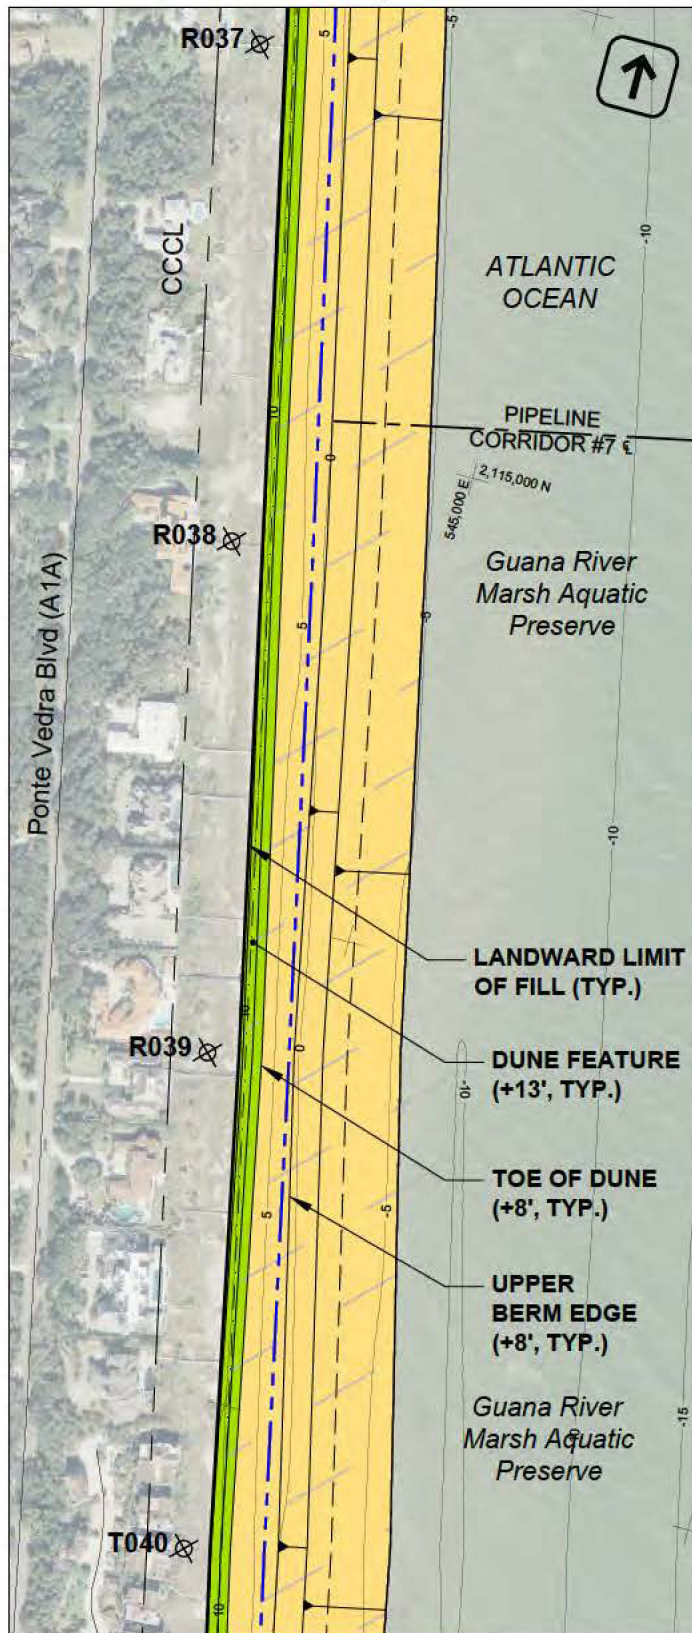 R037
5
-5
-10
CCCL
ATLANTIC
OCEAN
10
PIPELINE
CORRIDOR #7 ℄
0
2,115,000 N
545,000 E
R038
Guana River
Marsh Aquatic
Preserve
Ponte Vedra Blvd (A1A)
5
-5
-10
LANDWARD LIMIT
OF FILL (TYP.)
10
R039
0
DUNE FEATURE
(+13', TYP.)
-10
TOE OF DUNE
(+8', TYP.)
5
-5
UPPER
BERM EDGE
(+8', TYP.)
Guana River
Marsh Aquatic
Preserve
-15
T040
10